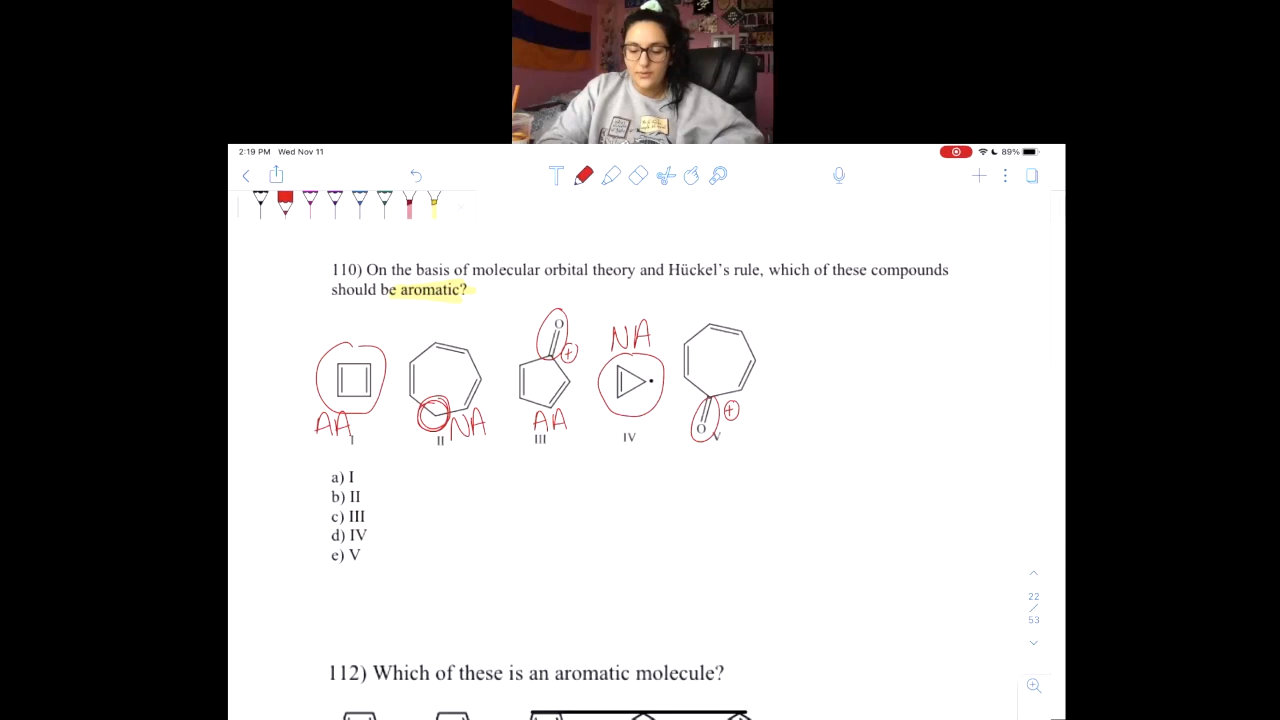 2:19 PM Wed Nov 11
89%
T
110) On the basis of molecular orbital theory and Hückel's rule, which of these compounds
should be aromatic?
O
NA
+
AA
NA
AA
O
+
I
II
III
IV
V
a) I
b) II
c) III
d) IV
e) V
22
/
53
112) Which of these is an aromatic molecule?